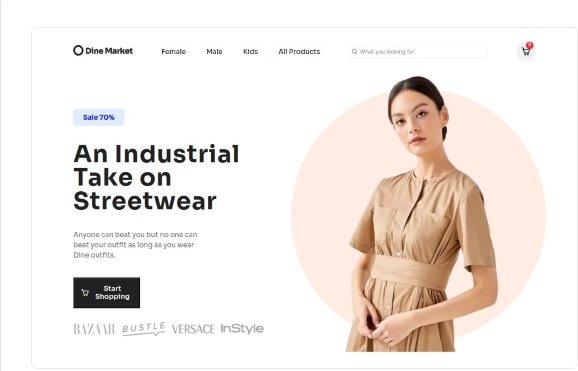 Dine Market
Female Male Kids All Products
What you looking for
0
Sale 70%
An Industrial
Take on
Streetwear
Anyone can beat you but no one can
beat your outfit as long as you wear
Dine outfits.
Start
Shopping
BAZAAR BUSTLE VERSACE InStyle